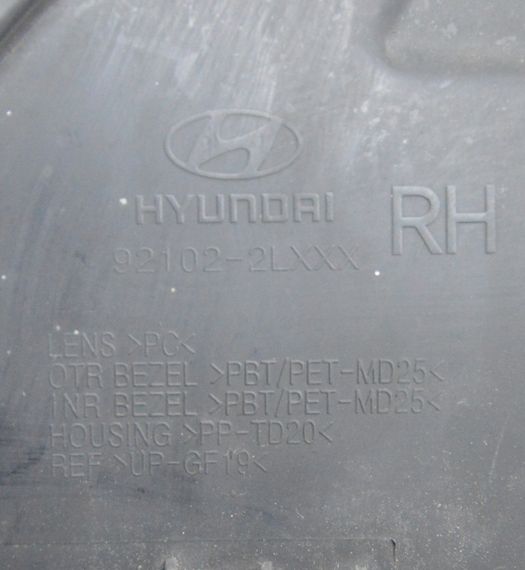 HYUNDAI
RH
92102-2LXXX
LENS >PC<
OTR BEZEL >PBT/PET-MD25<
INR BEZEL >PBT/PET-MD25<
HOUSING >PP-TD20<
REF >UP-GF19<